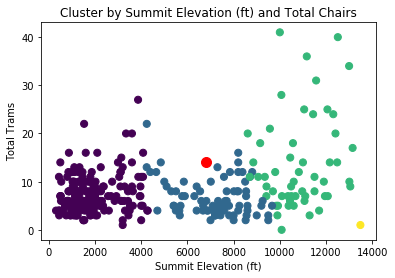 Cluster by Summit Elevation (ft) and Total Chairs
40
30
20
10
0
Total Trams
0 2000 4000 6000 8000 10000 12000 14000
Summit Elevation (ft)